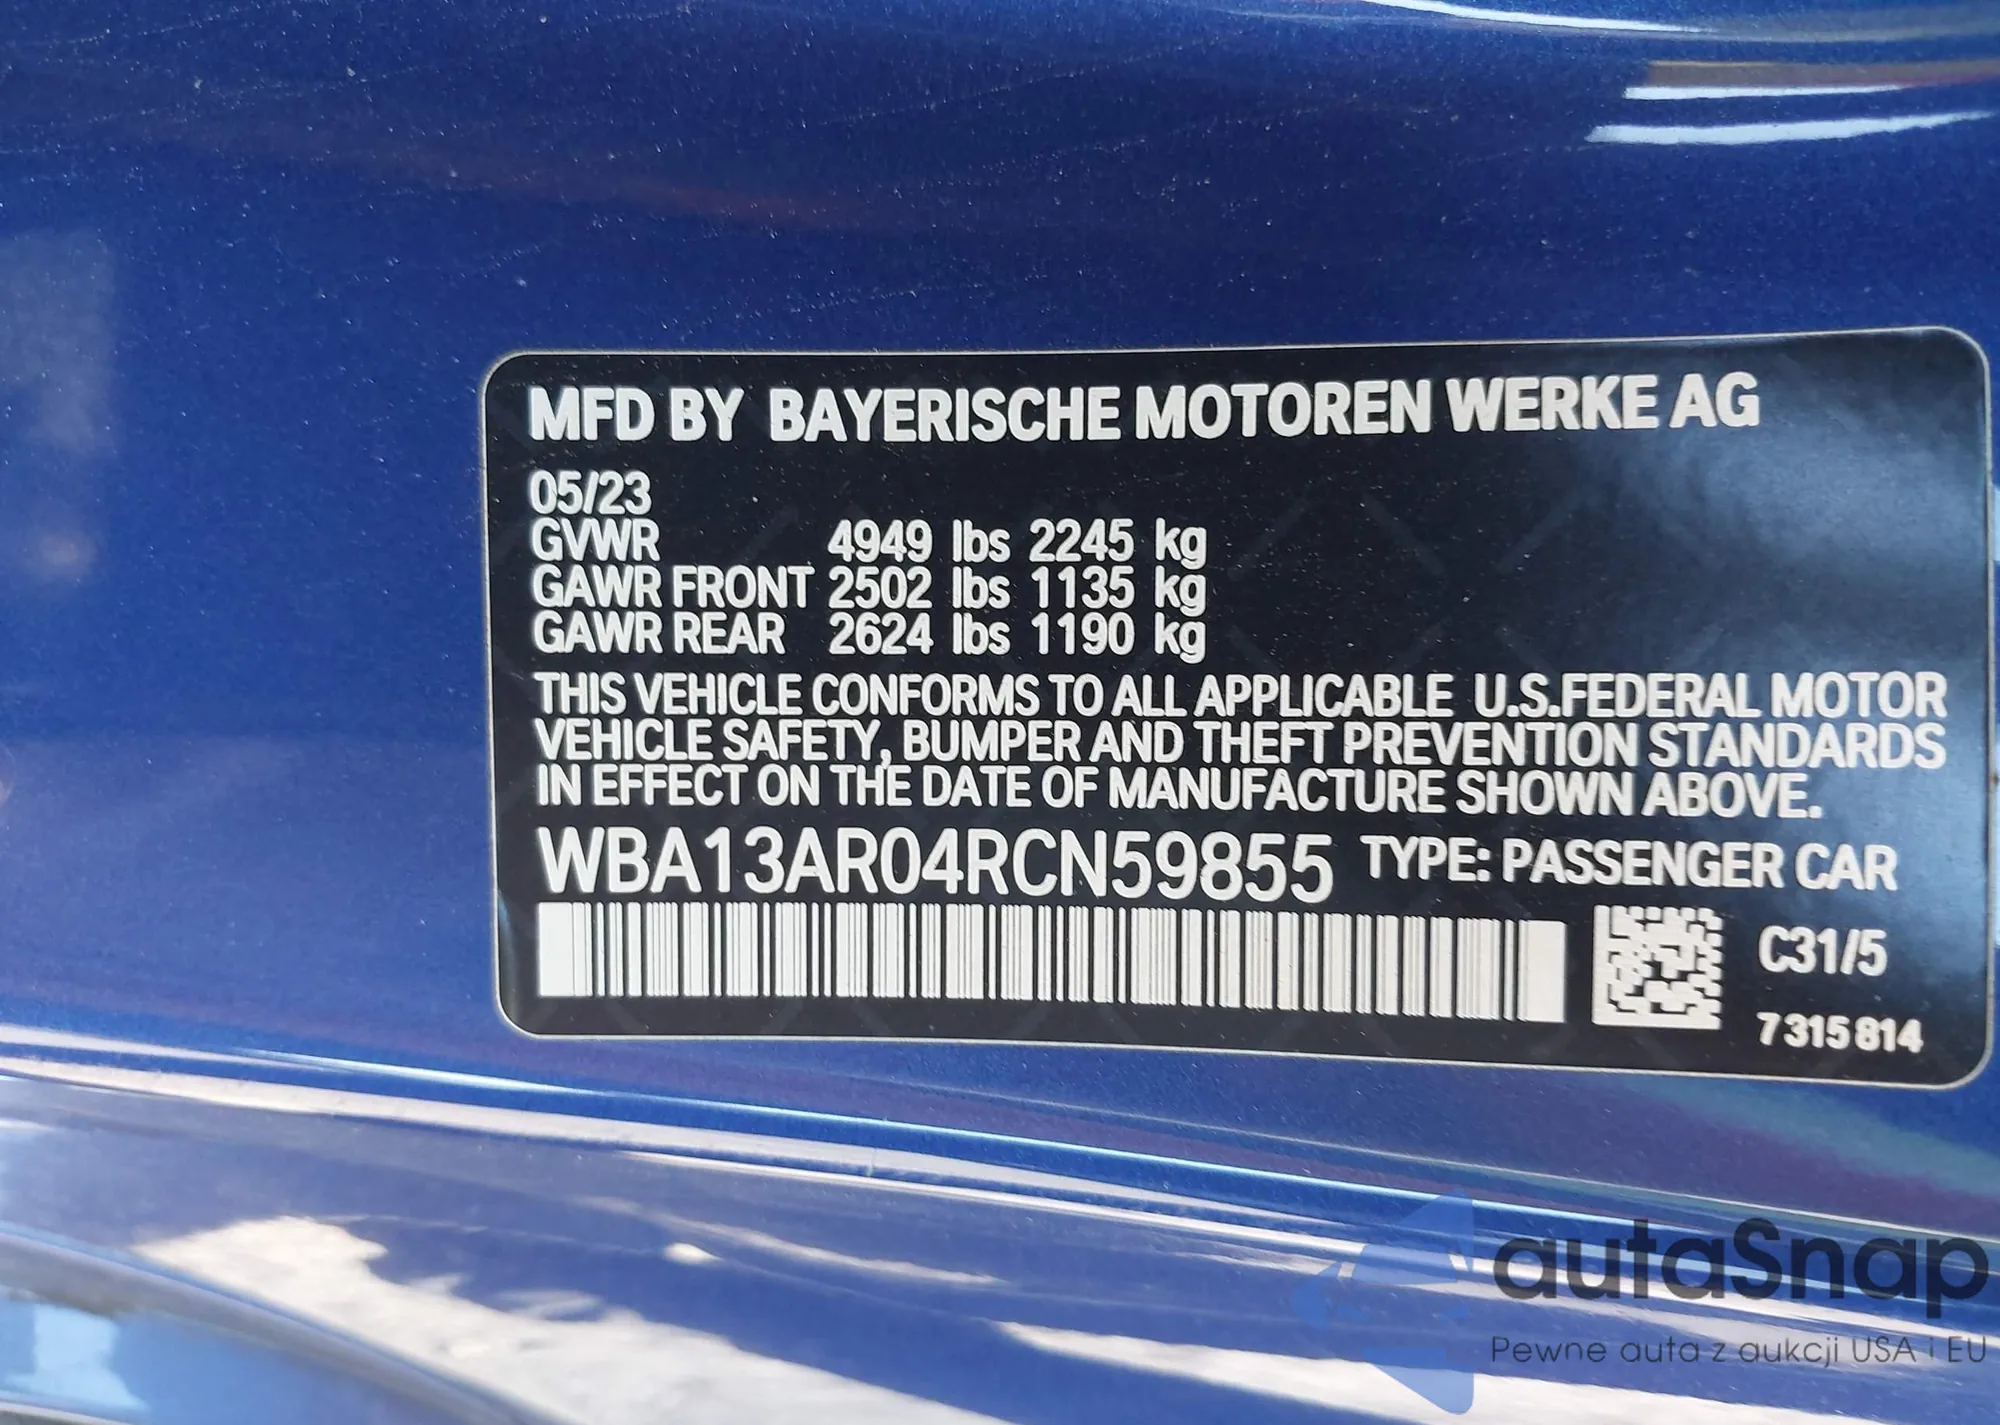 MFD BY BAYERISCHE MOTOREN WERKE AG
05/23
GVWR 4949 lbs 2245 kg
GAWR FRONT 2502 lbs 1135 kg
GAWR REAR 2624 lbs 1190 kg
THIS VEHICLE CONFORMS TO ALL APPLICABLE U.S.FEDERAL MOTOR
VEHICLE SAFETY, BUMPER AND THEFT PREVENTION STANDARDS
IN EFFECT ON THE DATE OF MANUFACTURE SHOWN ABOVE.
WBA13AR04RCN59855 TYPE: PASSENGER CAR
C31/5
7 315 814
autaSnap
Pewne auta z aukcji USA i EU